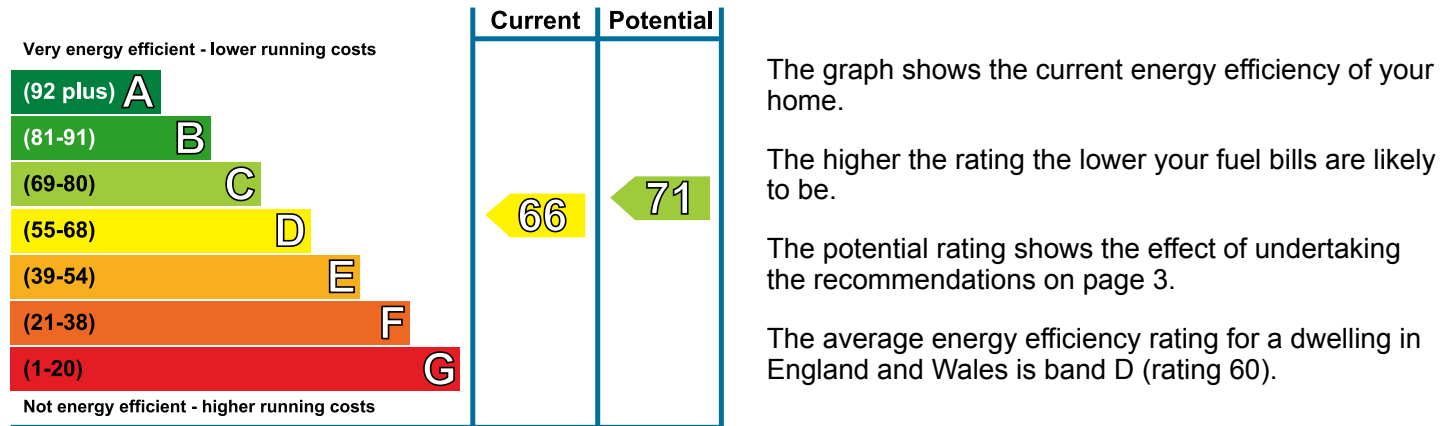 Current Potential
Very energy efficient - lower running costs
(92 plus) A
(81-91) B
(69-80) C
(55-68) D
(39-54) E
(21-38) F
(1-20) G
Not energy efficient - higher running costs
66
71
The graph shows the current energy efficiency of your
home.
The higher the rating the lower your fuel bills are likely
to be.
The potential rating shows the effect of undertaking
the recommendations on page 3.
The average energy efficiency rating for a dwelling in
England and Wales is band D (rating 60).